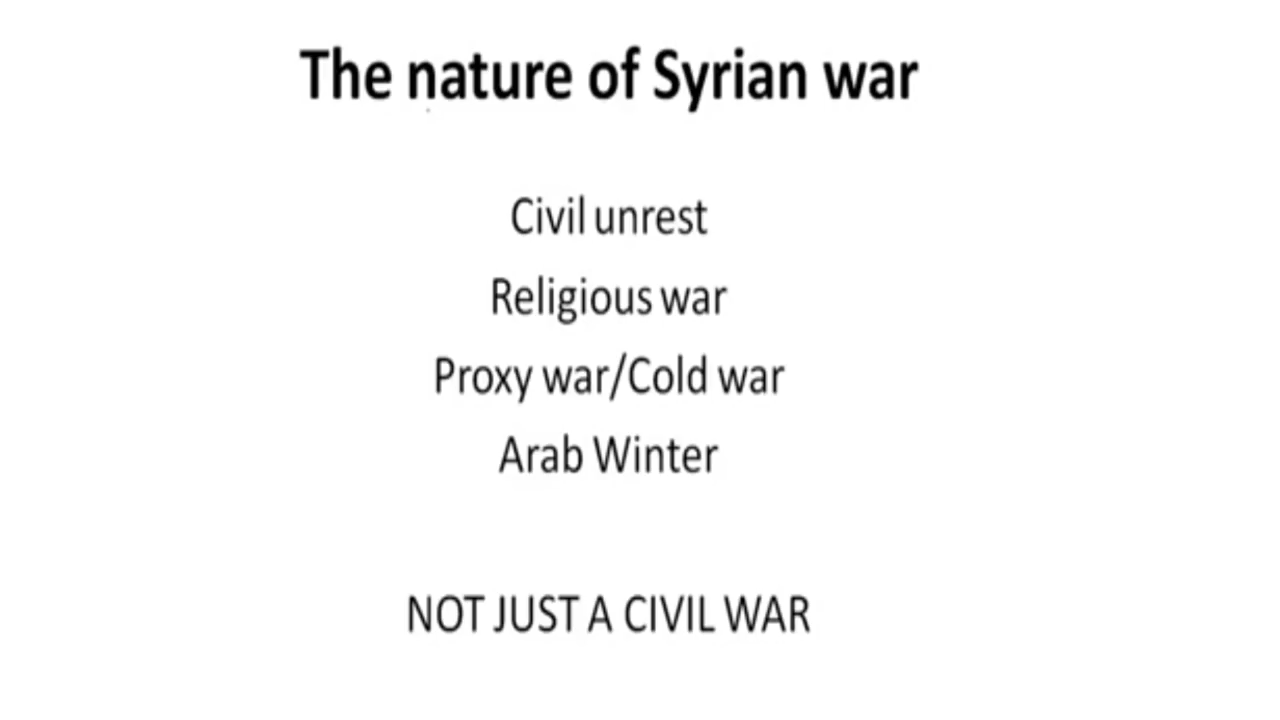 The nature of Syrian war
Civil unrest
Religious war
Proxy war/Cold war
Arab Winter
NOT JUST A CIVIL WAR